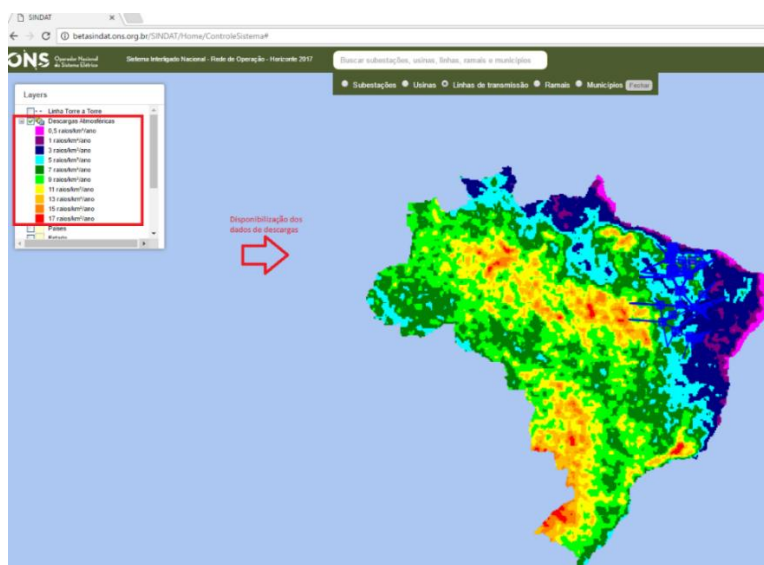 SINDAT
betasindat.ons.org.br/SINDAT/Home/ControleSistema#
ONS Operador Nacional do Sistema Elétrico
Sistema Interligado Nacional - Rede de Operação - Horizonte 2017
Buscar subestações, usinas, linhas, ramais e municípios
Subestações Usinas Linhas de transmissão Ramais Municípios Fechar
Layers
Linha Torre a Torre
Descargas Atmosféricas
0,5 raios/km²/ano
1 raios/km²/ano
3 raios/km²/ano
5 raios/km²/ano
7 raios/km²/ano
9 raios/km²/ano
11 raios/km²/ano
13 raios/km²/ano
15 raios/km²/ano
17 raios/km²/ano
Países
Estado
Disponibilização dos
dados de descargas